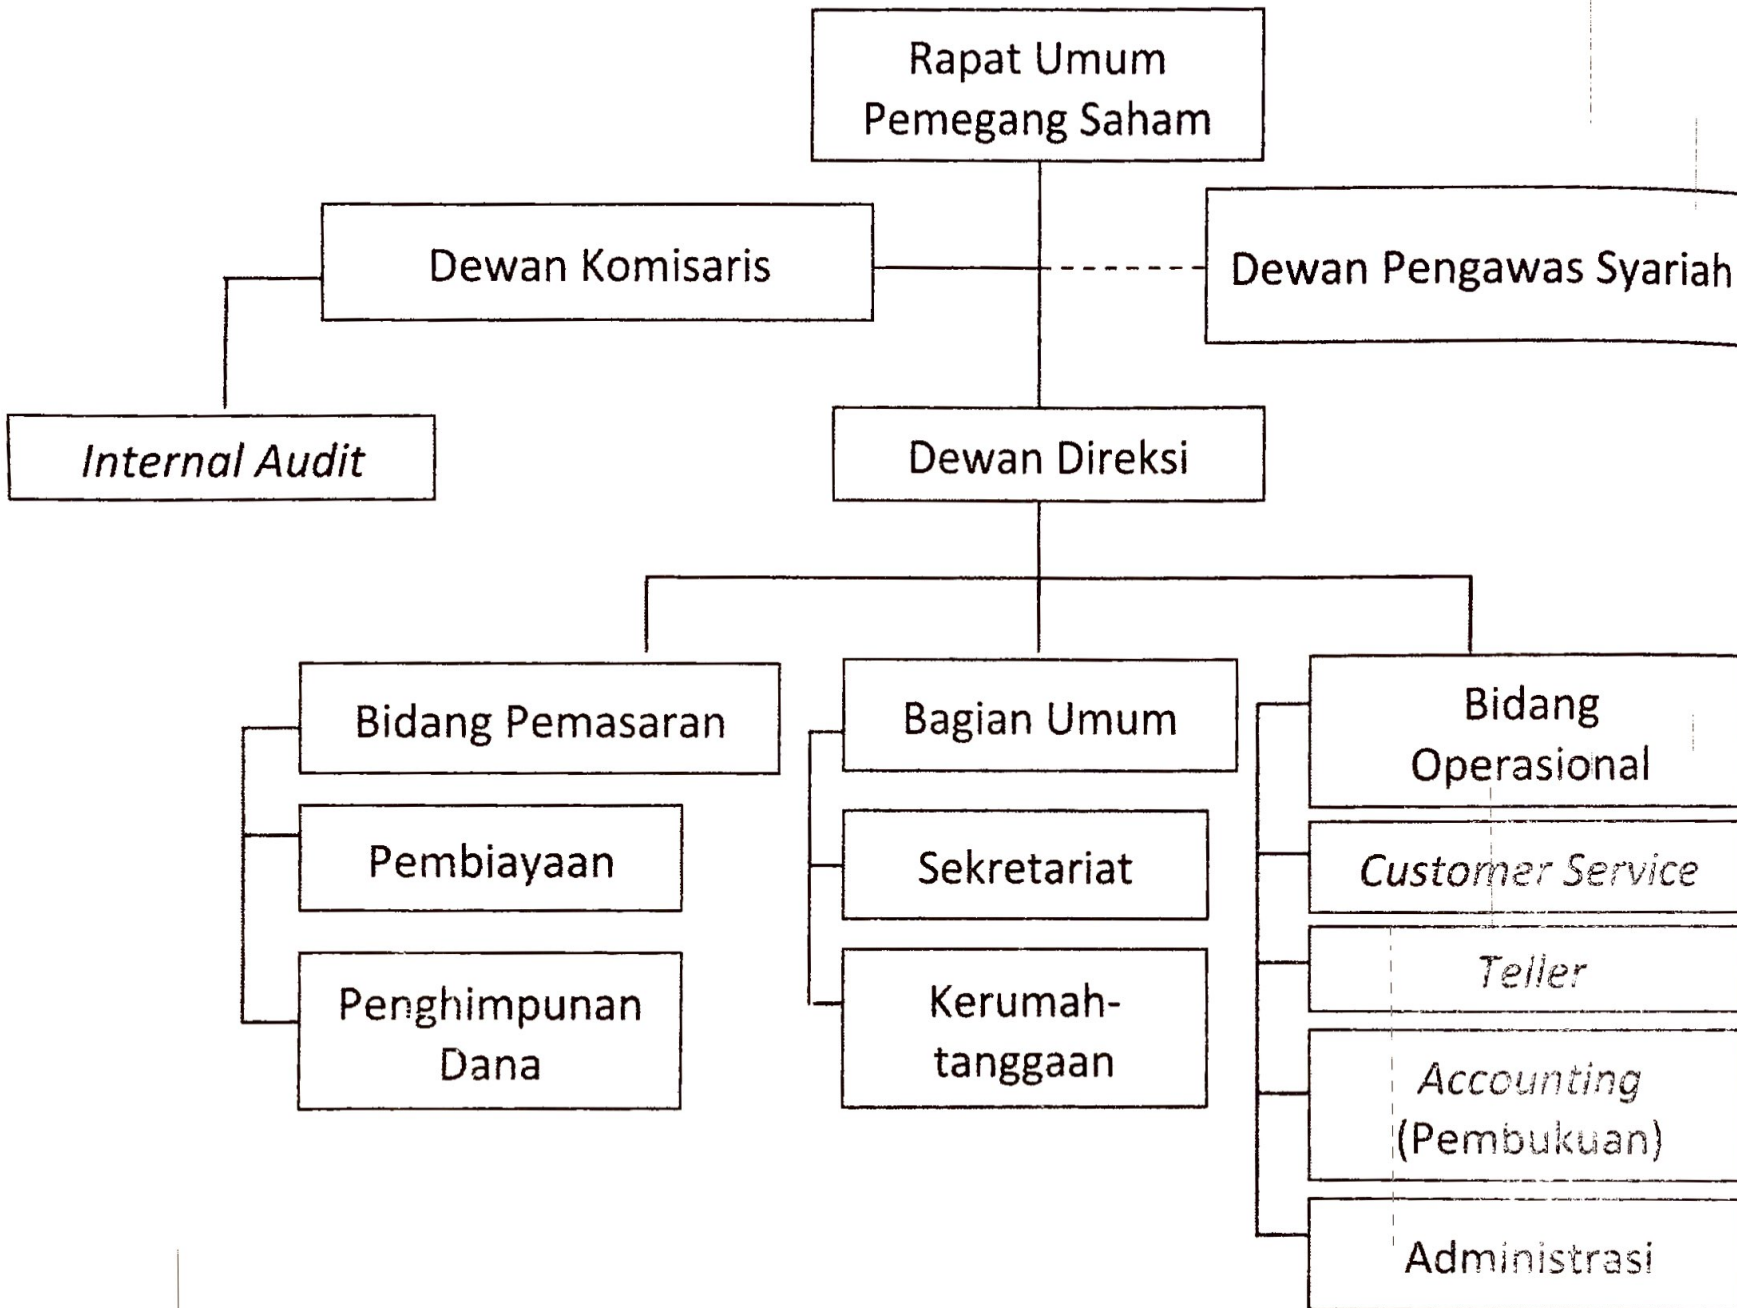 Rapat Umum
Pemegang Saham
Dewan Komisaris
Dewan Pengawas Syariah
Internal Audit
Dewan Direksi
Bidang Pemasaran
Bagian Umum
Bidang
Operasional
Pembiayaan
Sekretariat
Customer Service
Penghimpunan
Dana
Kerumah-
tanggaan
Teller
Accounting
(Pembukuan)
Administrasi